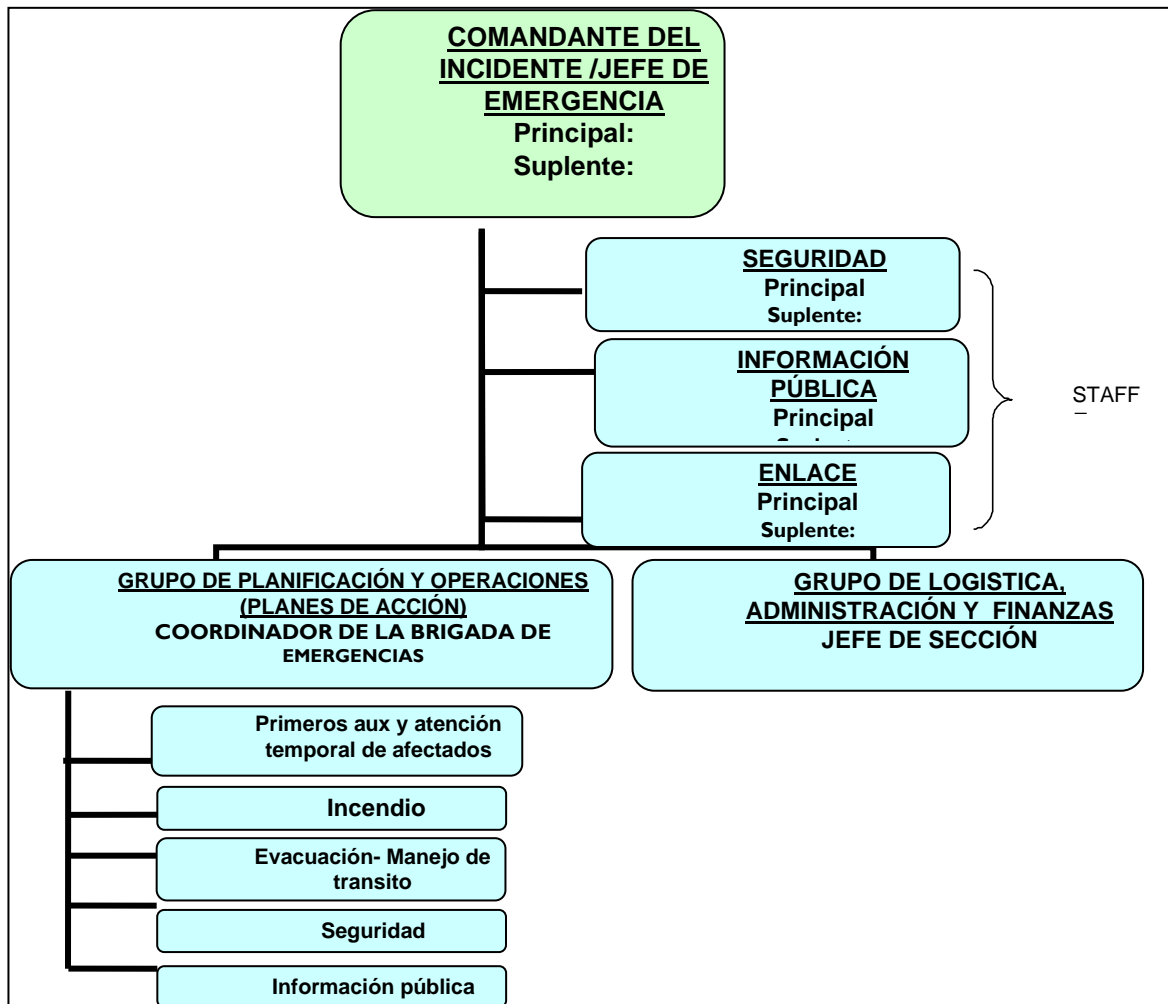 COMANDANTE DEL
INCIDENTE /JEFE DE
EMERGENCIA
Principal:
Suplente:
SEGURIDAD
Principal
Suplente:
INFORMACIÓN
PÚBLICA
Principal
ENLACE
Principal
Suplente:
STAFF
GRUPO DE PLANIFICACIÓN Y OPERACIONES
(PLANES DE ACCIÓN)
COORDINADOR DE LA BRIGADA DE
EMERGENCIAS
GRUPO DE LOGISTICA,
ADMINISTRACIÓN Y FINANZAS
JEFE DE SECCIÓN
Primeros aux y atención
temporal de afectados
Incendio
Evacuación- Manejo de
transito
Seguridad
Información pública